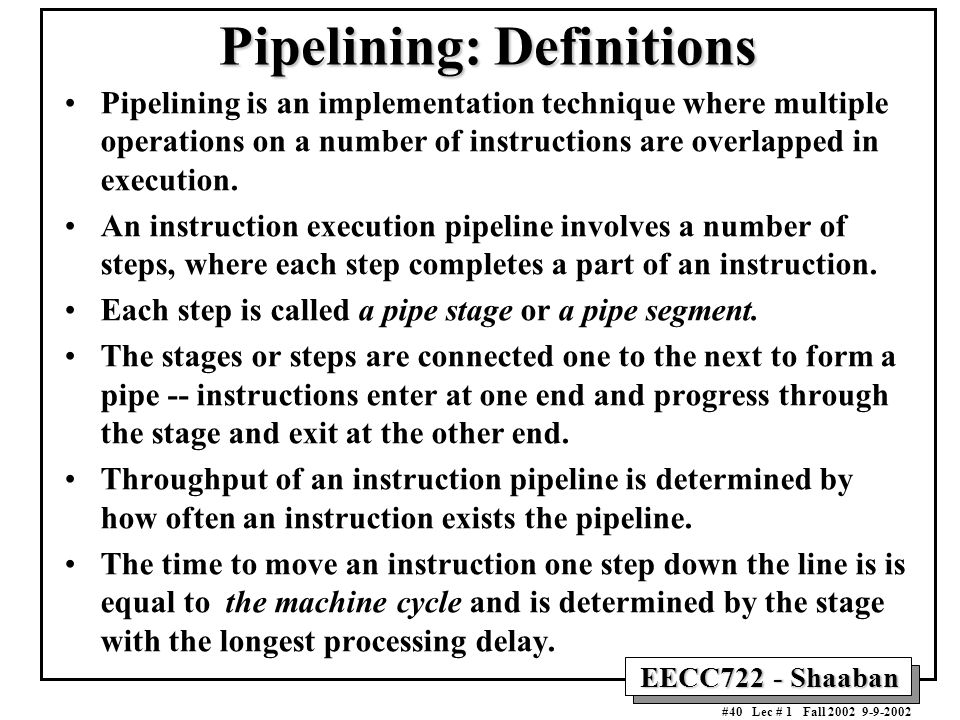 Pipelining: Definitions
• Pipelining is an implementation technique where multiple
operations on a number of instructions are overlapped in
execution.
• An instruction execution pipeline involves a number of
steps, where each step completes a part of an instruction.
• Each step is called a pipe stage or a pipe segment.
• The stages or steps are connected one to the next to form a
pipe -- instructions enter at one end and progress through
the stage and exit at the other end.
• Throughput of an instruction pipeline is determined by
how often an instruction exists the pipeline.
• The time to move an instruction one step down the line is is
equal to the machine cycle and is determined by the stage
with the longest processing delay.
EECC722 - Shaaban
#40 Lec # 1 Fall 2002 9-9-2002